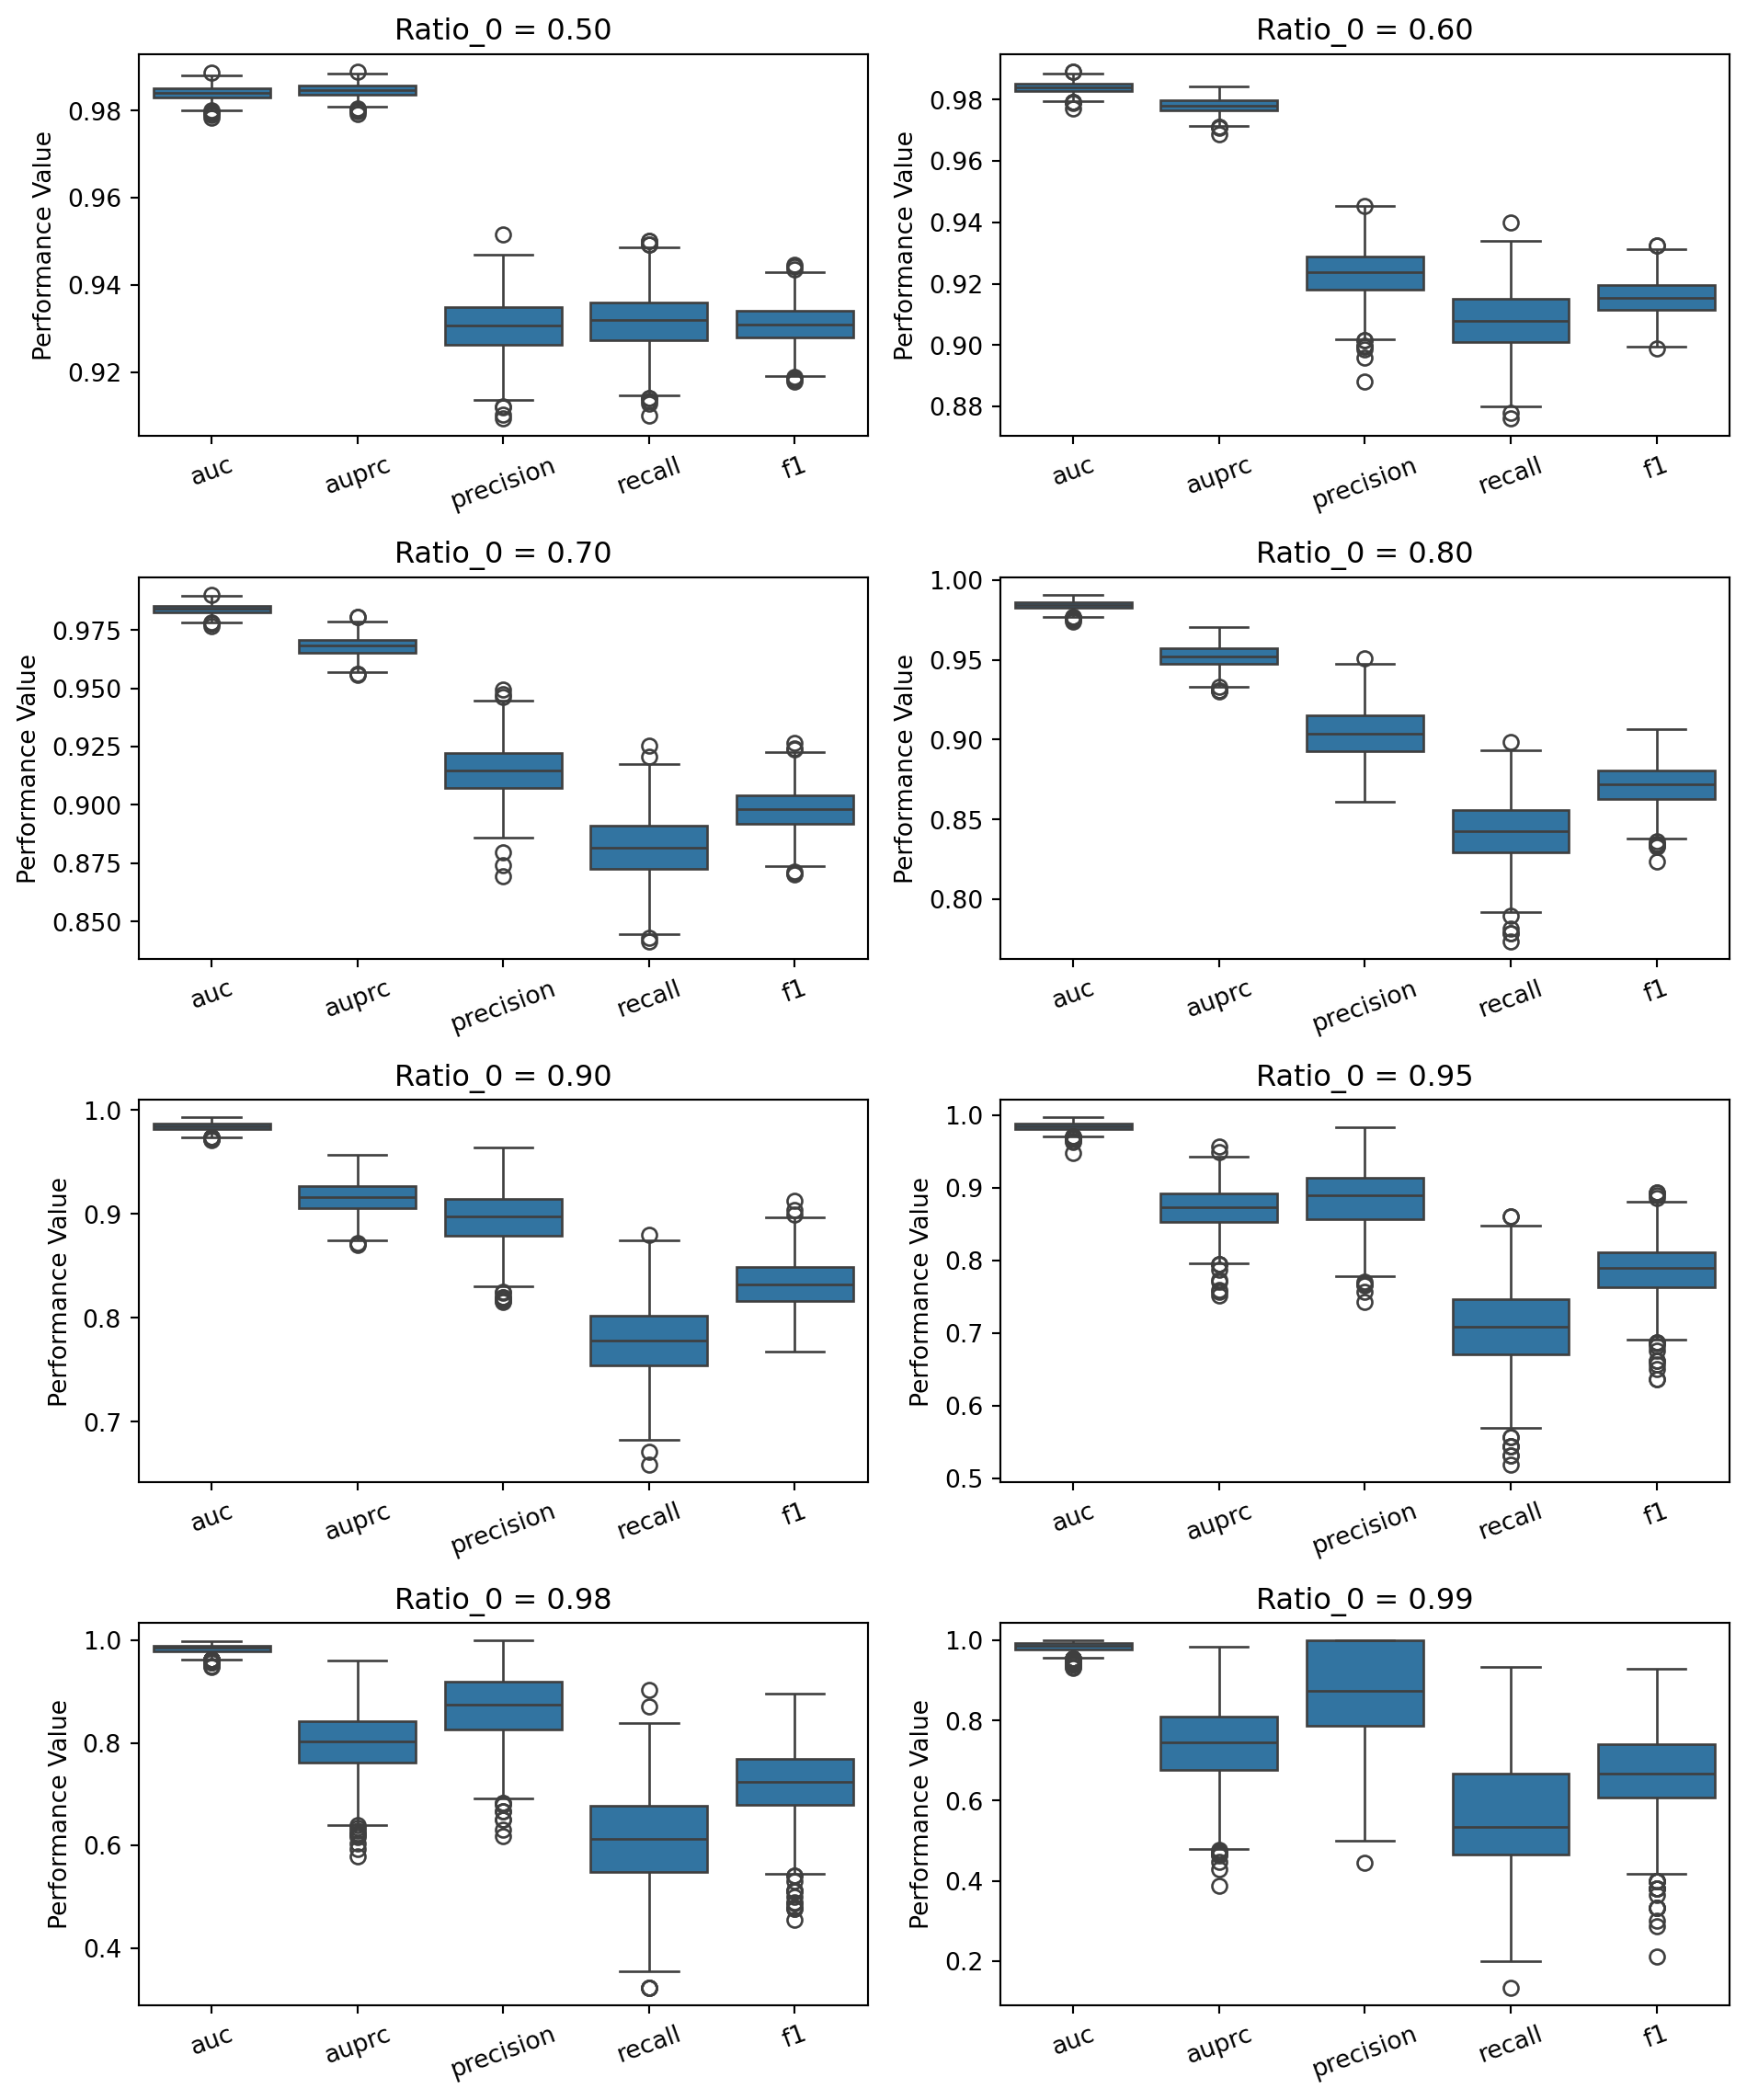 Ratio_0 = 0.50
Performance Value
0.98
0.96
0.94
0.92
auc
auprc
precision
recall
f1
Ratio_0 = 0.60
Performance Value
0.98
0.96
0.94
0.92
0.90
0.88
auc
auprc
precision
recall
f1
Ratio_0 = 0.70
Performance Value
0.975
0.950
0.925
0.900
0.875
0.850
auc
auprc
precision
recall
f1
Ratio_0 = 0.80
Performance Value
1.00
0.95
0.90
0.85
0.80
auc
auprc
precision
recall
f1
Ratio_0 = 0.90
Performance Value
1.0
0.9
0.8
0.7
auc
auprc
precision
recall
f1
Ratio_0 = 0.95
Performance Value
1.0
0.9
0.8
0.7
0.6
0.5
auc
auprc
precision
recall
f1
Ratio_0 = 0.98
Performance Value
1.0
0.8
0.6
0.4
auc
auprc
precision
recall
f1
Ratio_0 = 0.99
Performance Value
1.0
0.8
0.6
0.4
0.2
auc
auprc
precision
recall
f1